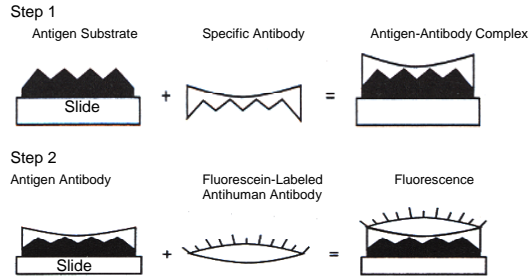 Step 1
Antigen Substrate Specific Antibody Antigen-Antibody Complex
Slide + =
Step 2
Antigen Antibody Fluorescein-Labeled Fluorescence
Antihuman Antibody
Slide + =